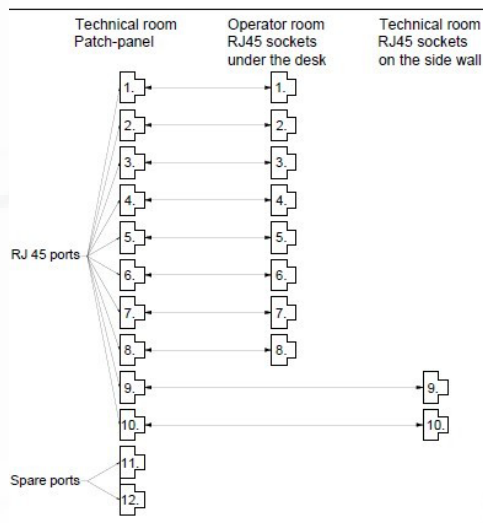 Technical room
Patch-panel
Operator room
RJ45 sockets
under the desk
Technical room
RJ45 sockets
on the side wall
1. 1.
2. 2.
3. 3.
4. 4.
5. 5.
RJ 45 ports
6. 6.
7. 7.
8. 8.
9. 9.
10. 10.
11.
Spare ports
12.